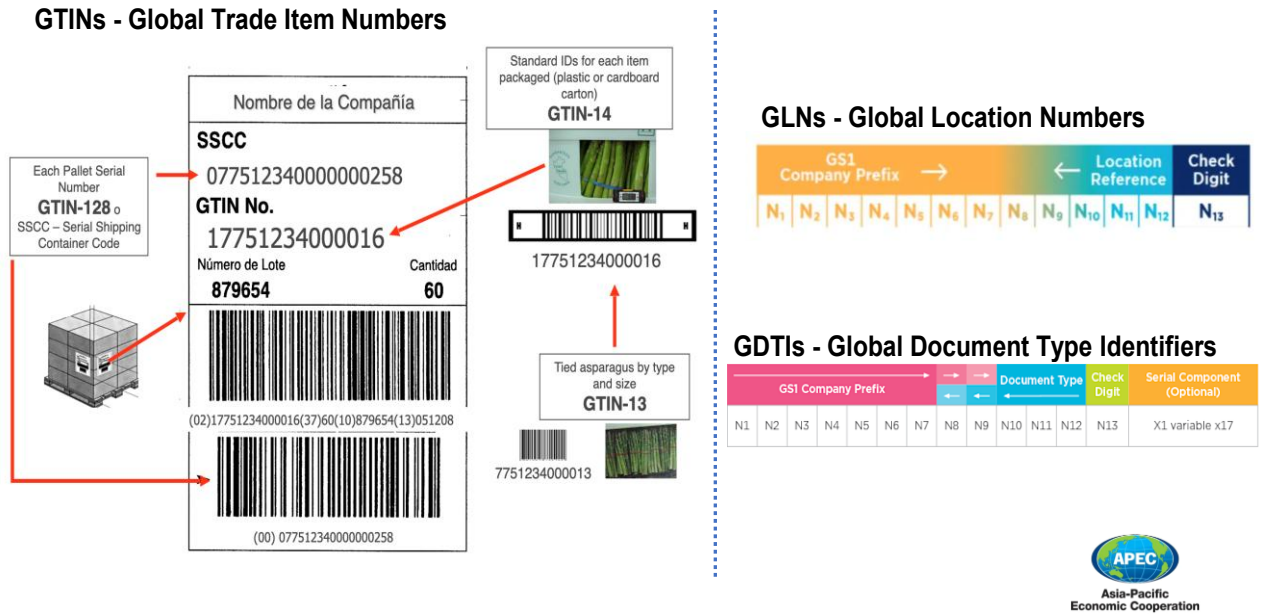 GTINs - Global Trade Item Numbers
Each Pallet Serial
Number
GTIN-128 o
SSCC – Serial Shipping
Container Code
Nombre de la Compañía
SSCC
077512340000000258
GTIN No.
17751234000016
Número de Lote Cantidad
879654 60
(02)17751234000016(37)60(10)879654(13)051208
(00) 077512340000000258
Standard IDs for each item
packaged (plastic or cardboard
carton)
GTIN-14
H H
17751234000016
Tied asparagus by type
and size
GTIN-13
7751234000013
GLNs - Global Location Numbers
GS1
Company Prefix → ← Location
Reference
Check
Digit
N₁ N₂ N₃ N₄ N₅ N₆ N₇ N₈ N₉ N₁₀ N₁₁ N₁₂ N₁₃
GDTIs - Global Document Type Identifiers
GS1 Company Prefix
Document Type
Check
Digit
Serial Component
(Optional)
N1 N2 N3 N4 N5 N6 N7 N8 N9 N10 N11 N12 N13 X1 variable x17
APEC
Asia-Pacific
Economic Cooperation